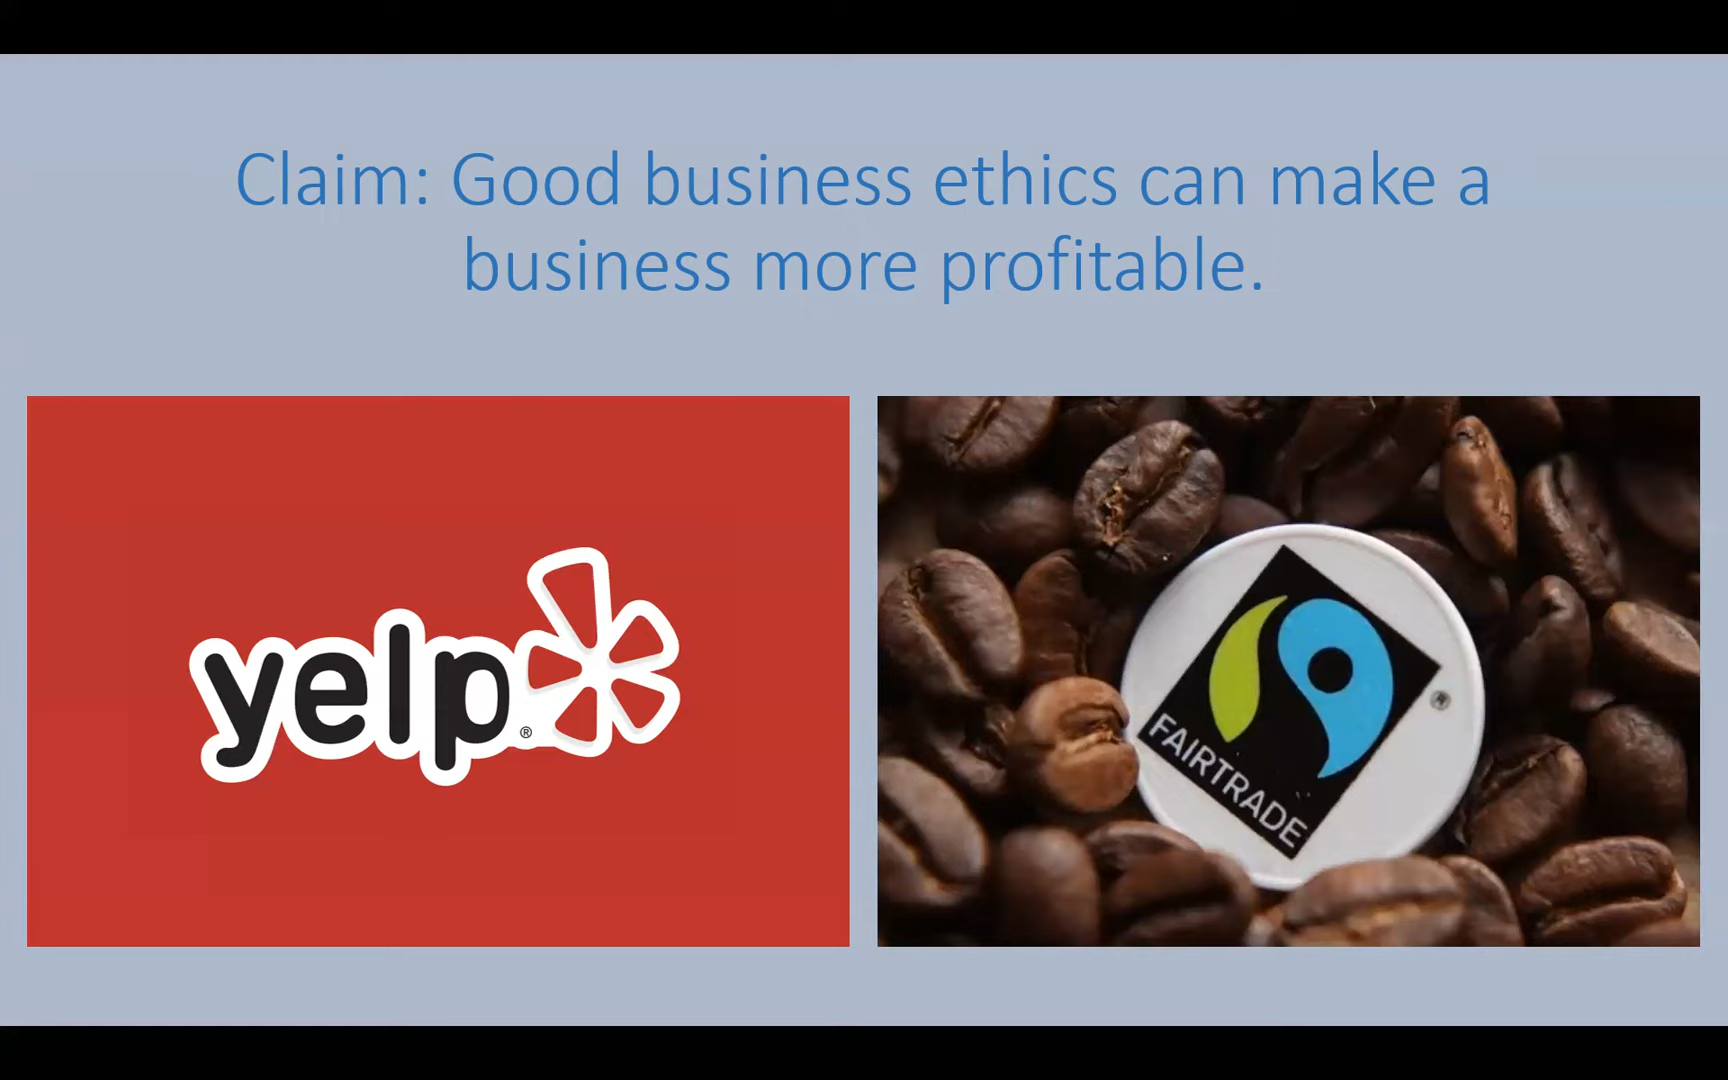 Claim: Good business ethics can make a
business more profitable.
yelp®
FAIRTRADE ®